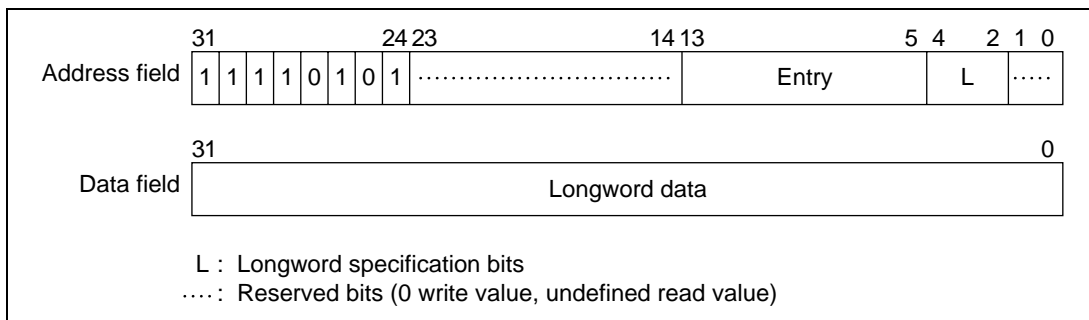 31 24 23 14 13 5 4 2 1 0
Address field 1 1 1 1 0 1 0 1 .............................. Entry L .....
31 0
Data field Longword data
L : Longword specification bits
.... : Reserved bits (0 write value, undefined read value)